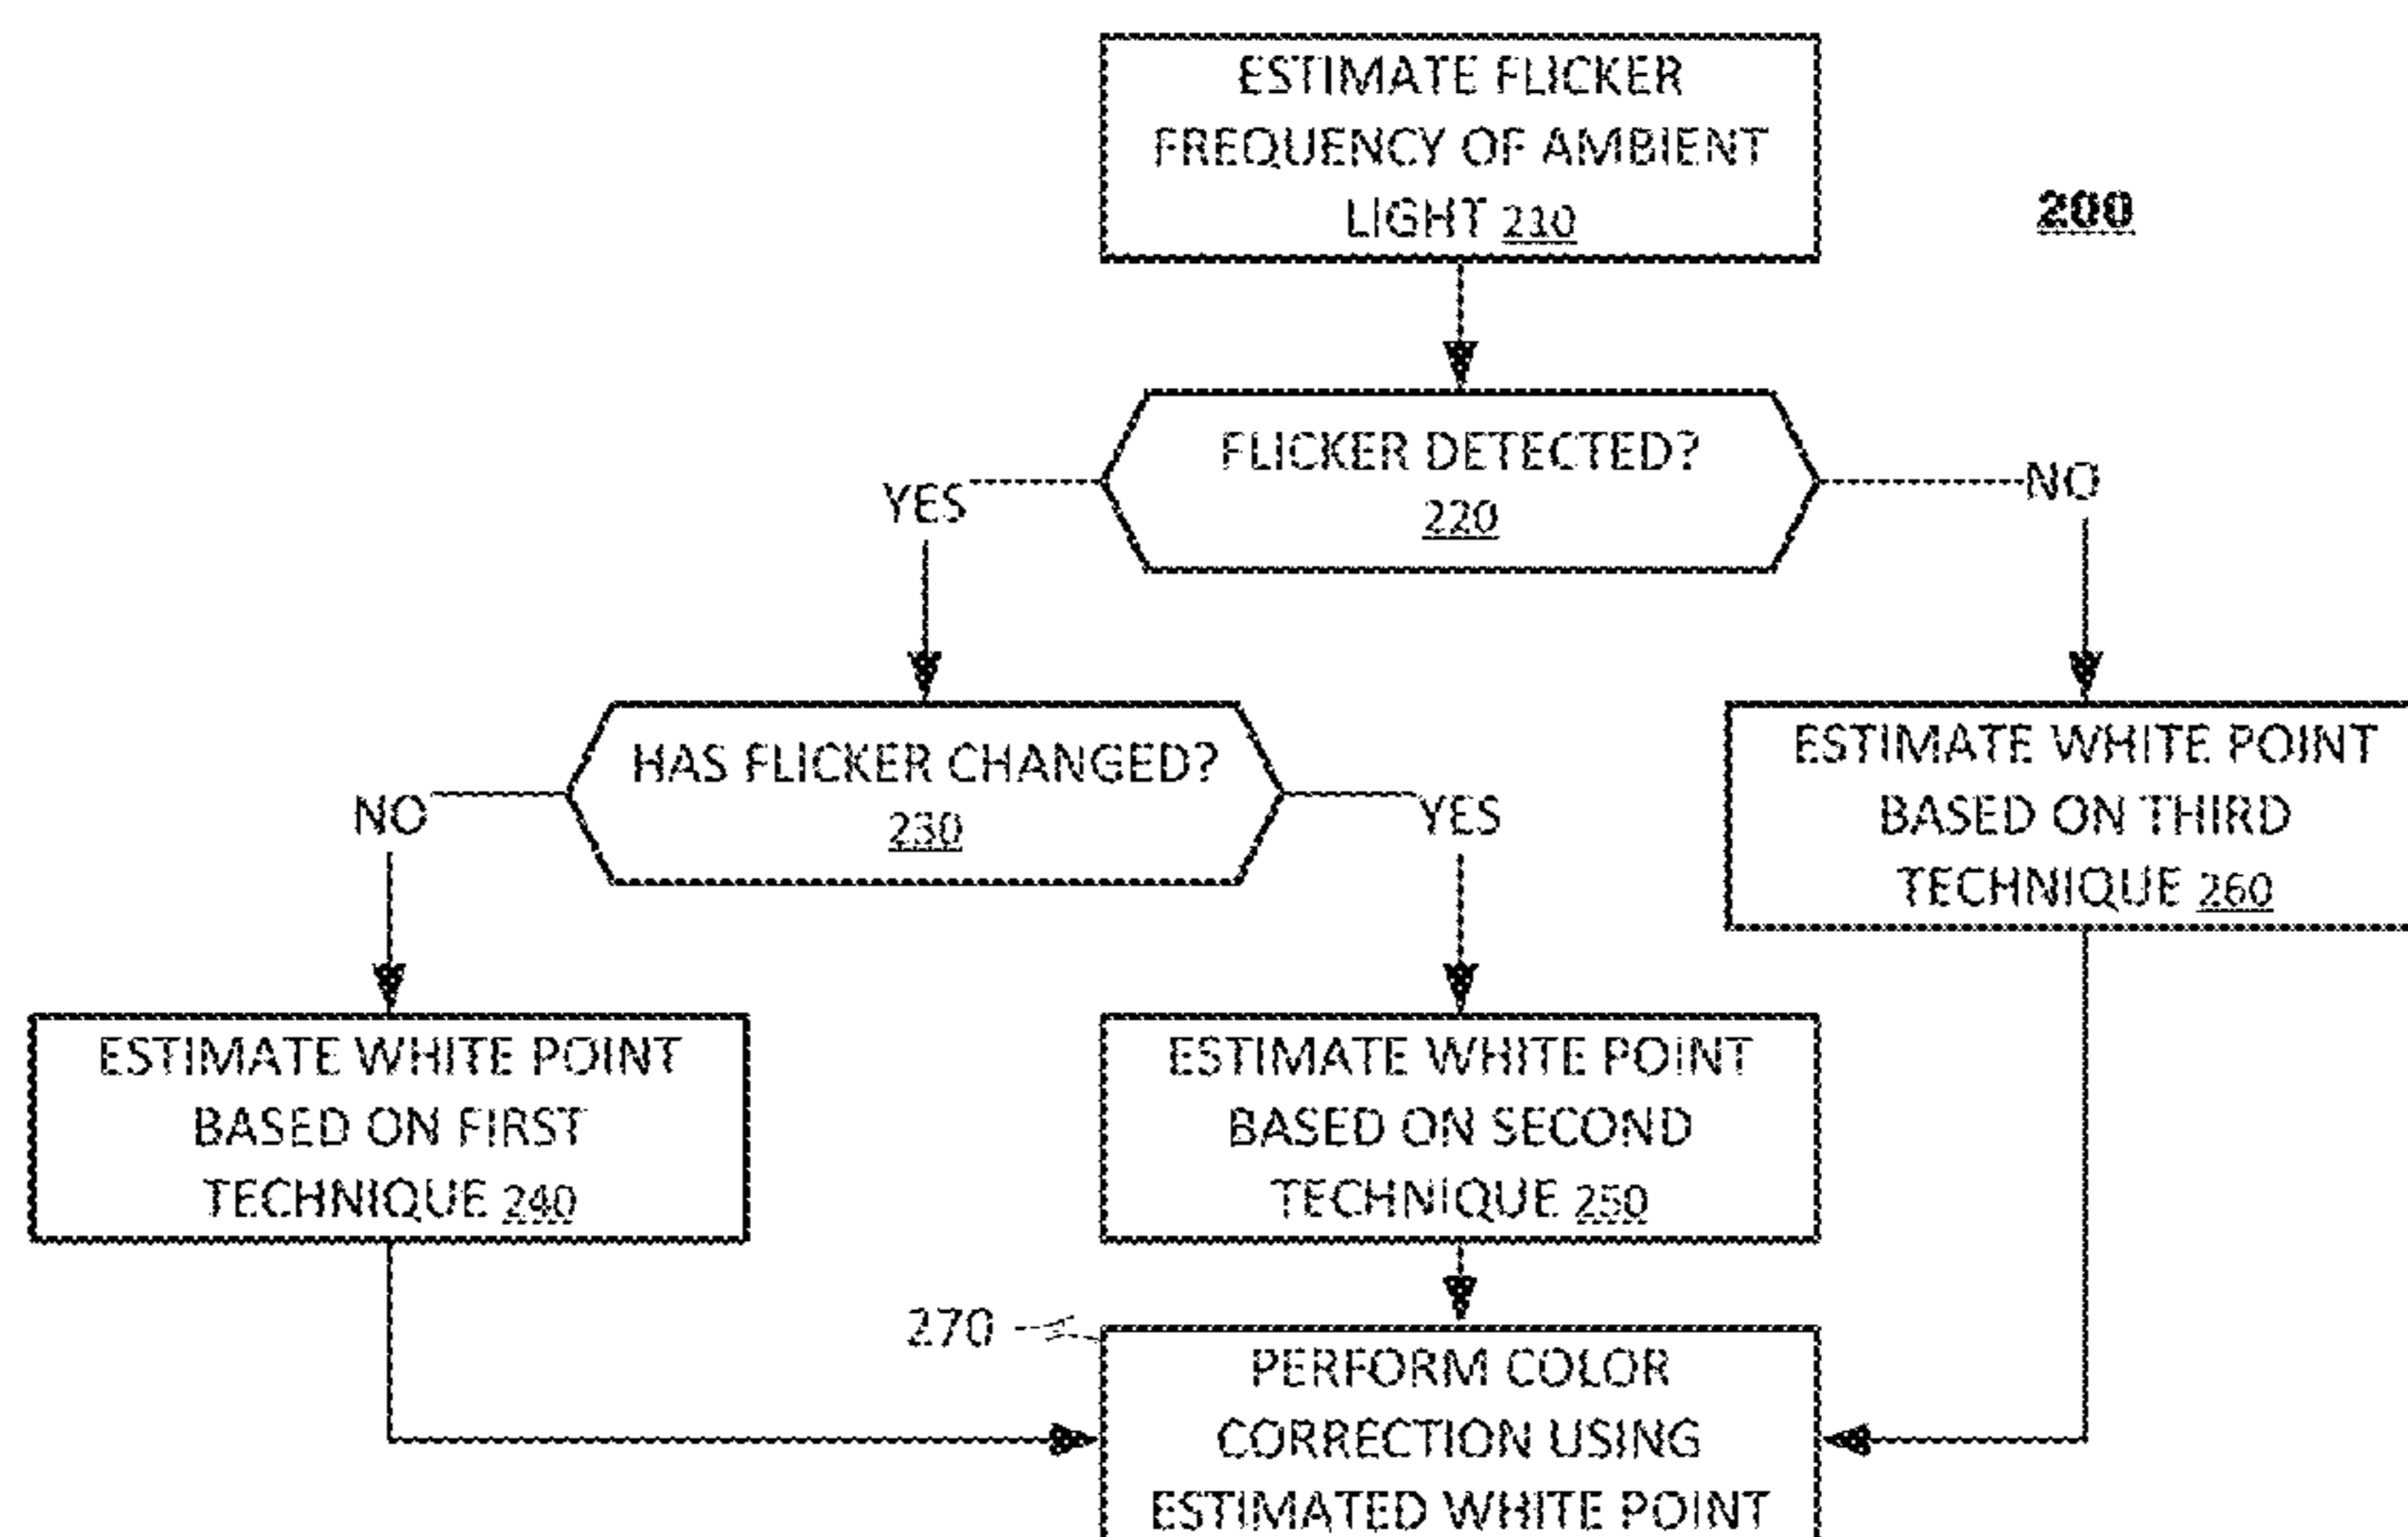 ESTIMATE FLICKER
FREQUENCY OF AMBIENT
LIGHT 210
200
FLICKER DETECTED?
220
YES
NO
HAS FLICKER CHANGED?
230
NO
YES
ESTIMATE WHITE POINT
BASED ON THIRD
TECHNIQUE 260
ESTIMATE WHITE POINT
BASED ON FIRST
TECHNIQUE 240
ESTIMATE WHITE POINT
BASED ON SECOND
TECHNIQUE 250
270
PERFORM COLOR
CORRECTION USING
ESTIMATED WHITE POINT